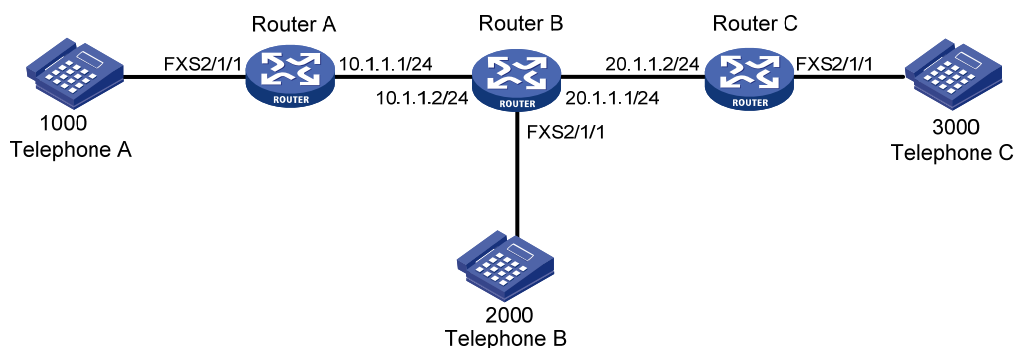 Router A
Router B
Router C
FXS2/1/1
10.1.1.1/24
20.1.1.2/24
FXS2/1/1
10.1.1.2/24
20.1.1.1/24
ROUTER
ROUTER
ROUTER
FXS2/1/1
1000
Telephone A
3000
Telephone C
2000
Telephone B